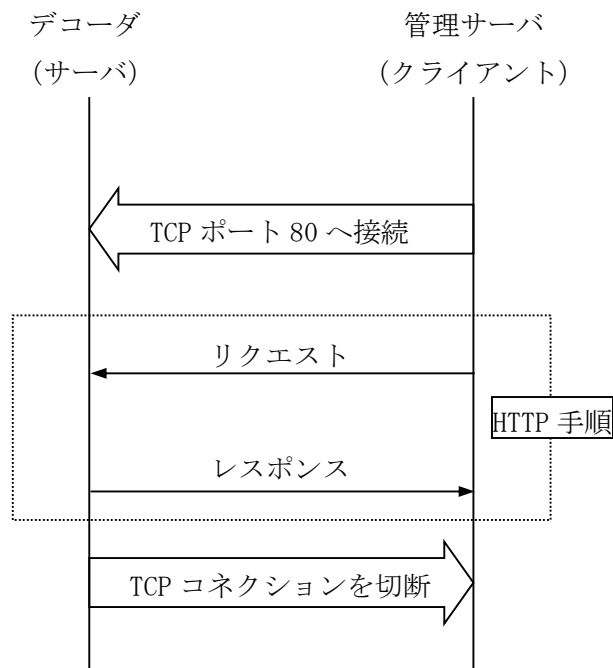 デコーダ
(サーバ)
管理サーバ
(クライアント)
TCP ポート 80 へ接続
リクエスト
HTTP 手順
レスポンス
TCP コネクションを切断